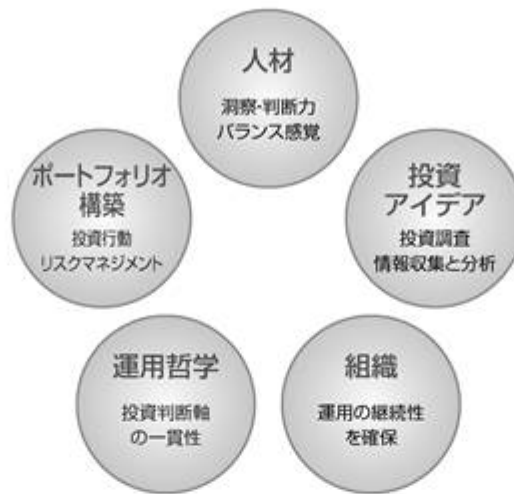 人材
洞察・判断力
バランス感覚
ポートフォリオ
構築
投資行動
リスクマネジメント
投資
アイデア
投資調査
情報収集と分析
運用哲学
投資判断軸
の一貫性
組織
運用の継続性
を確保